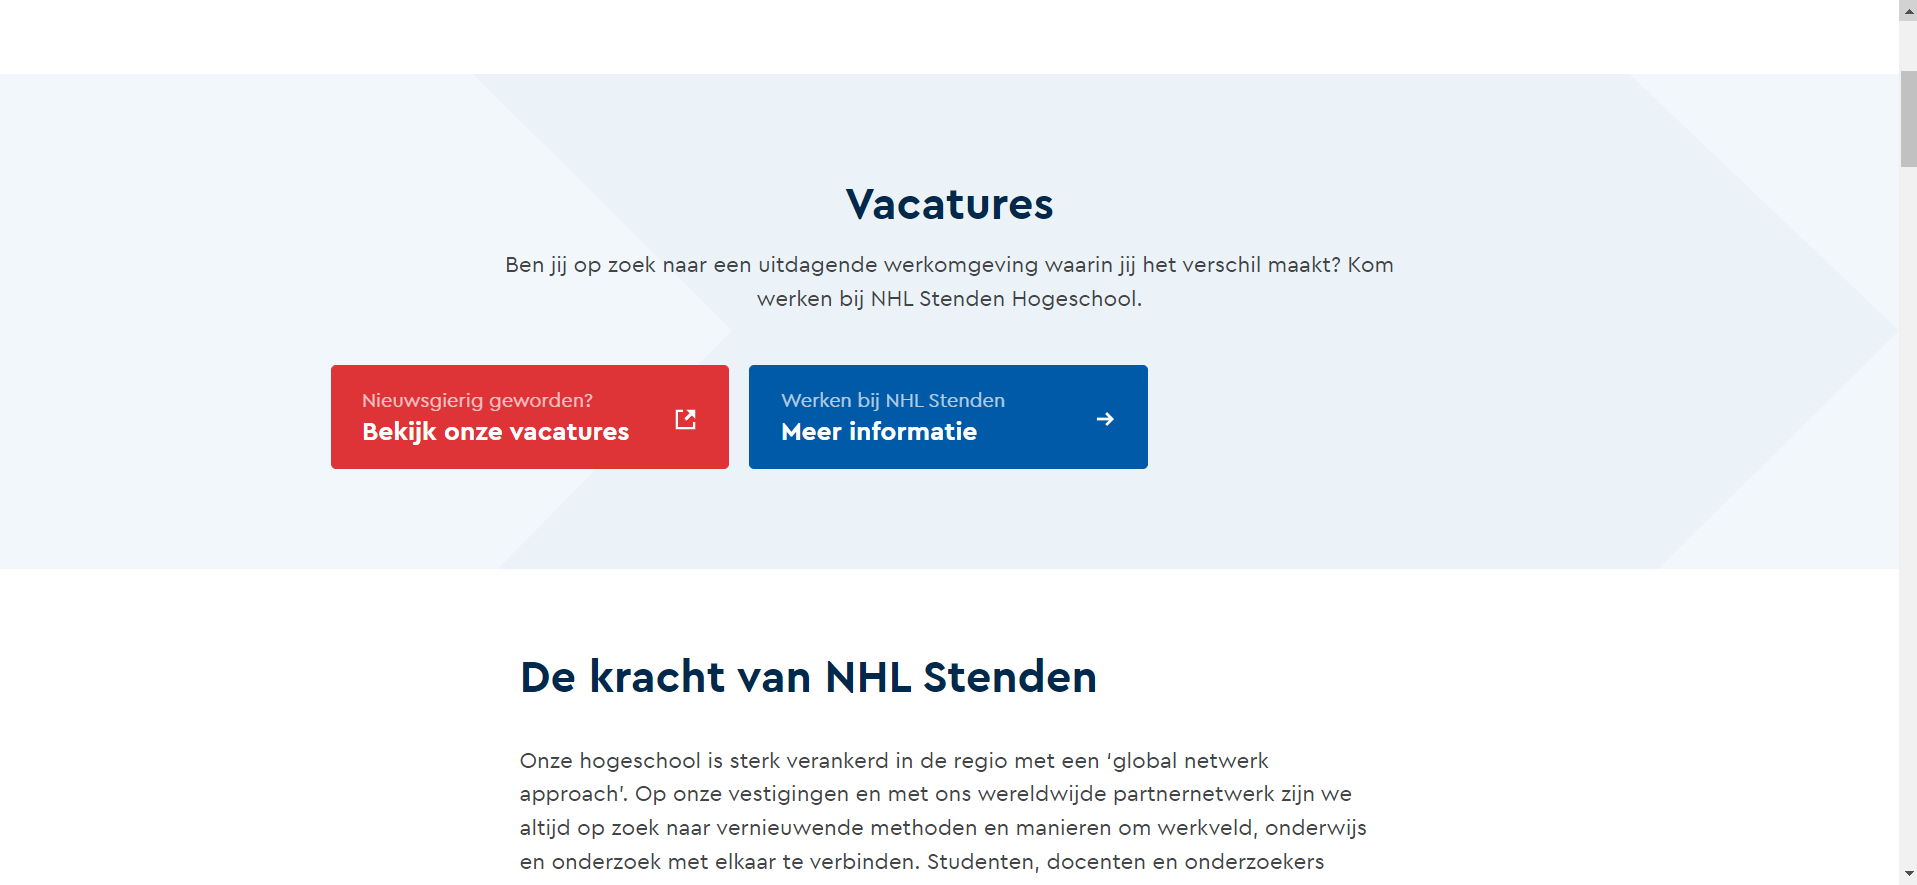 Vacatures
Ben jij op zoek naar een uitdagende werkomgeving waarin jij het verschil maakt? Kom
werken bij NHL Stenden Hogeschool.
Nieuwsgierig geworden?
Bekijk onze vacatures
Werken bij NHL Stenden
Meer informatie
De kracht van NHL Stenden
Onze hogeschool is sterk verankerd in de regio met een ‘global netwerk
approach’. Op onze vestigingen en met ons wereldwijde partnernetwerk zijn we
altijd op zoek naar vernieuwende methoden en manieren om werkveld, onderwijs
en onderzoek met elkaar te verbinden. Studenten, docenten en onderzoekers